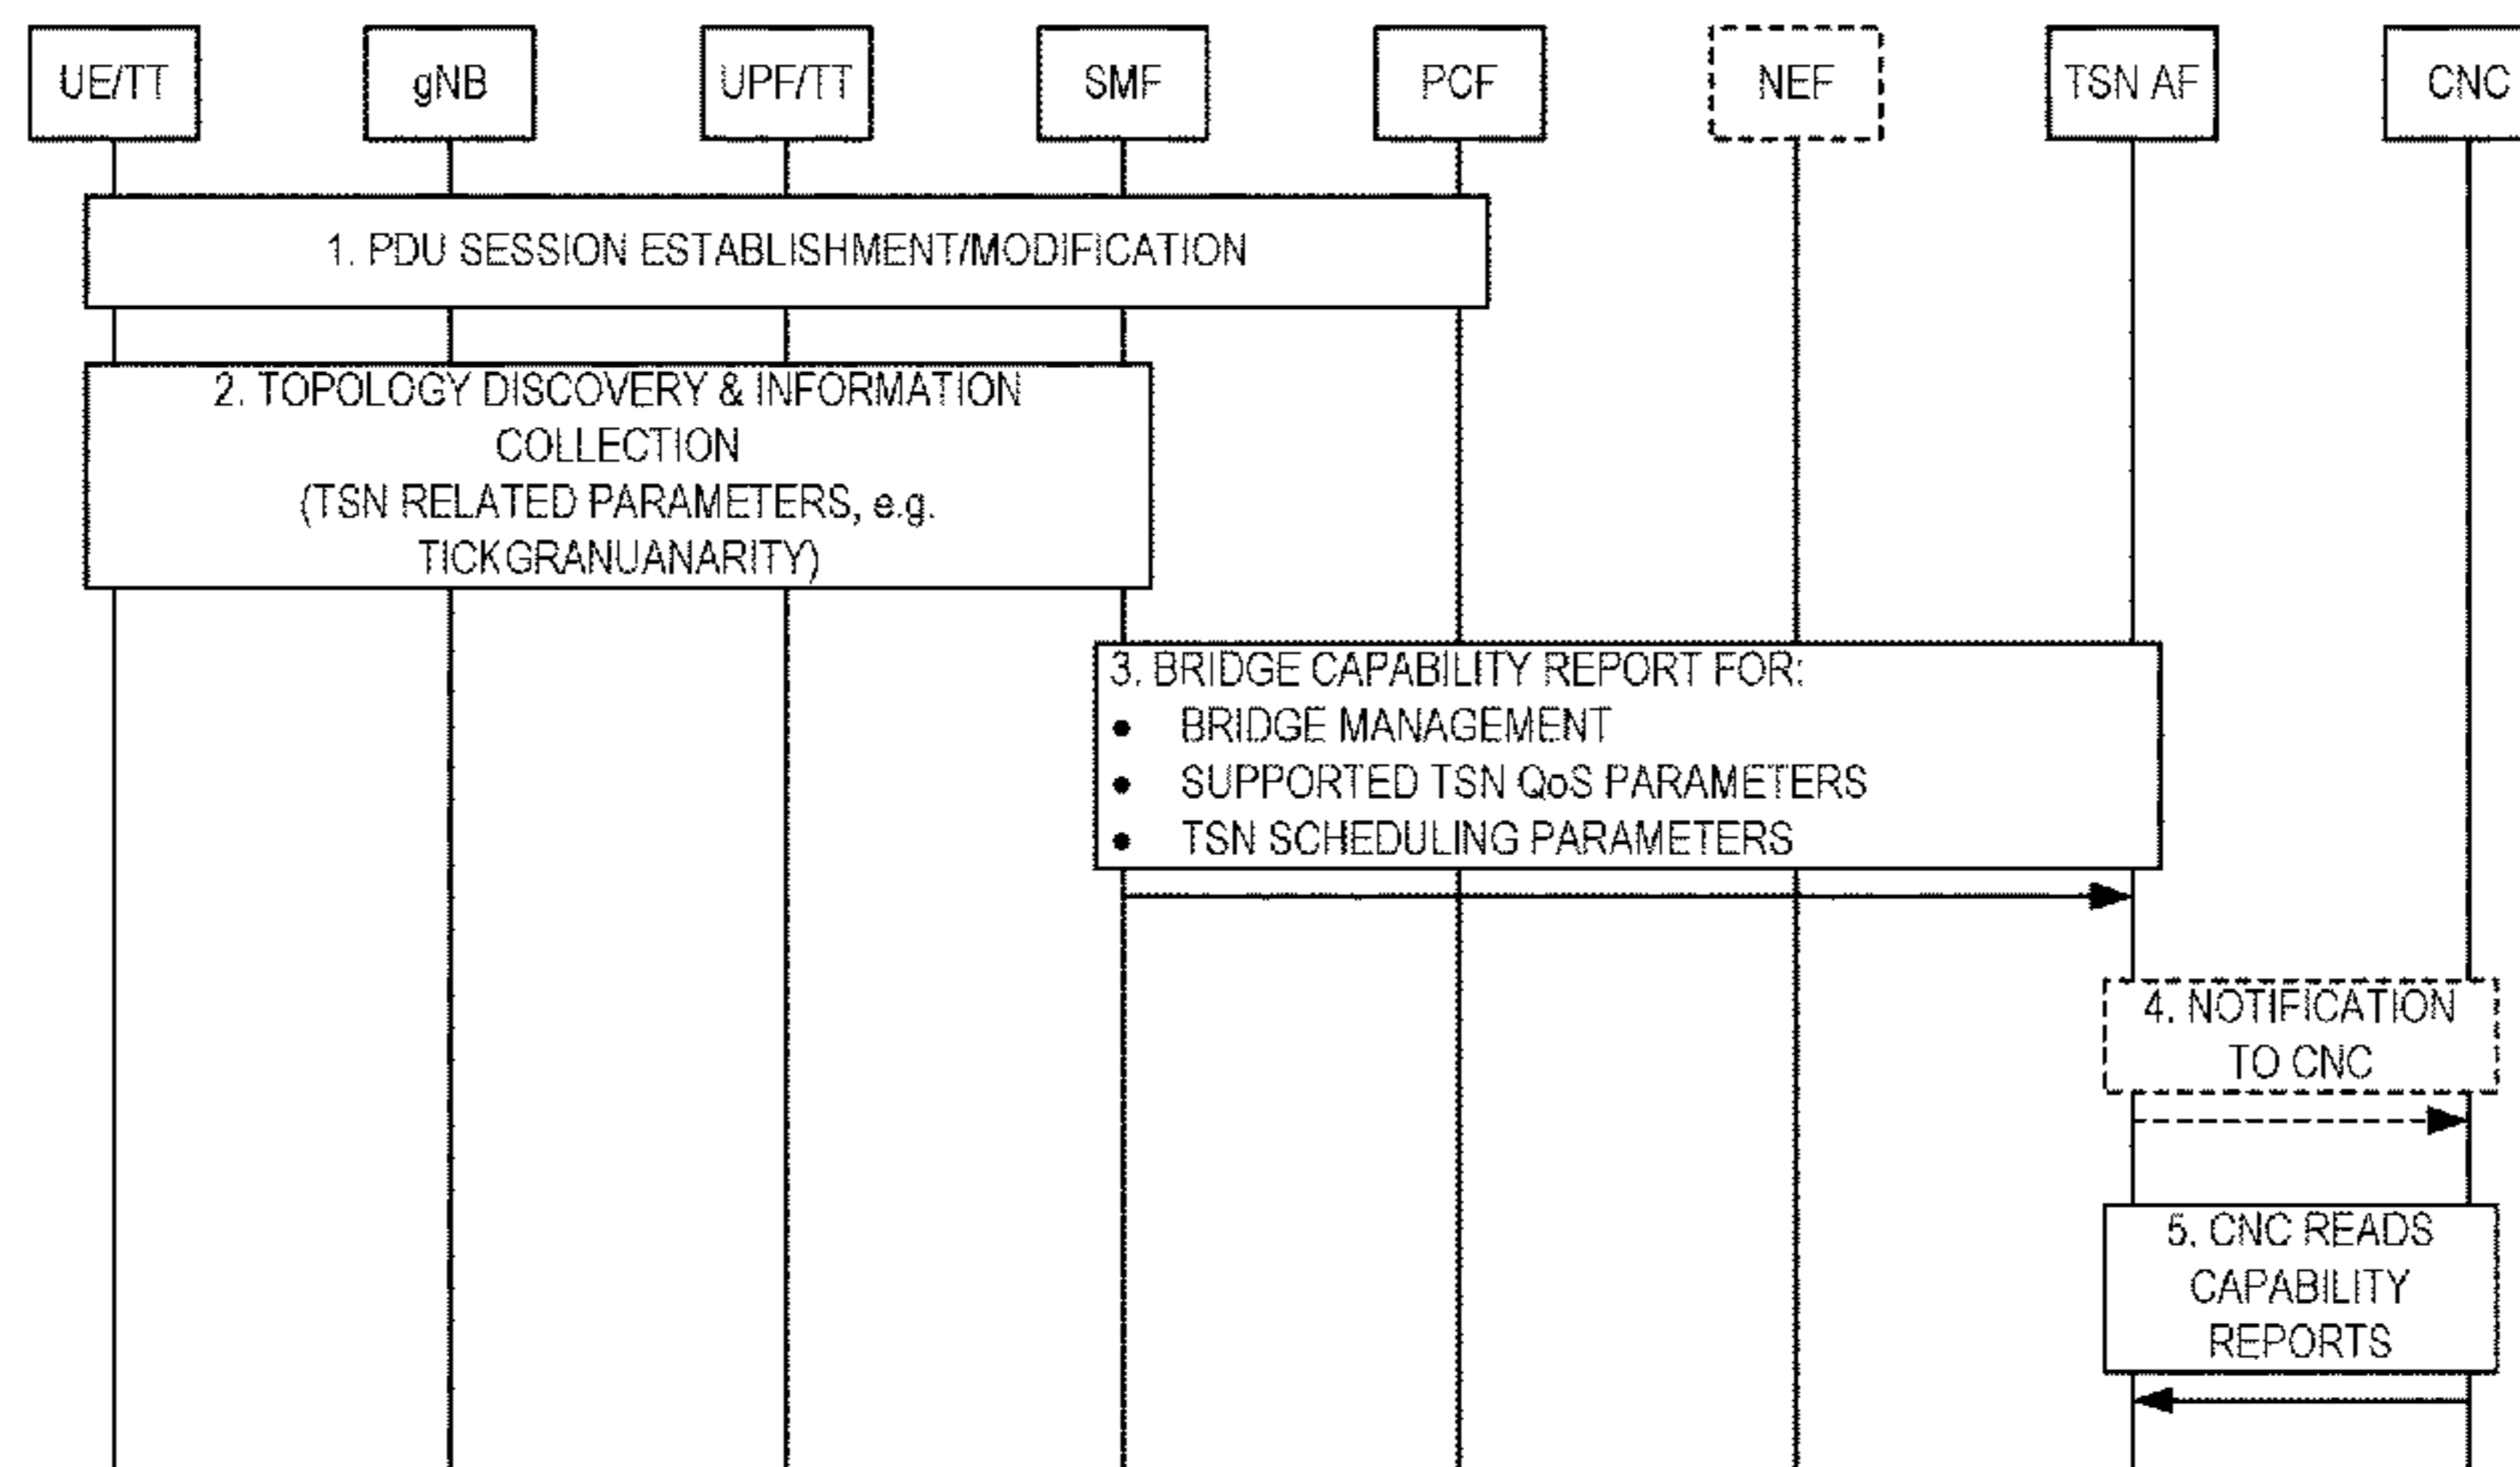 UE/TT
gNB
UPF/TT
SMF
PCF
NEF
TSN AF
CNC
1. PDU SESSION ESTABLISHMENT/MODIFICATION
2. TOPOLOGY DISCOVERY & INFORMATION
COLLECTION
(TSN RELATED PARAMETERS, e.g.
TICKGRANUANARITY)
3. BRIDGE CAPABILITY REPORT FOR:
• BRIDGE MANAGEMENT
• SUPPORTED TSN QoS PARAMETERS
• TSN SCHEDULING PARAMETERS
4. NOTIFICATION
TO CNC
5. CNC READS
CAPABILITY
REPORTS